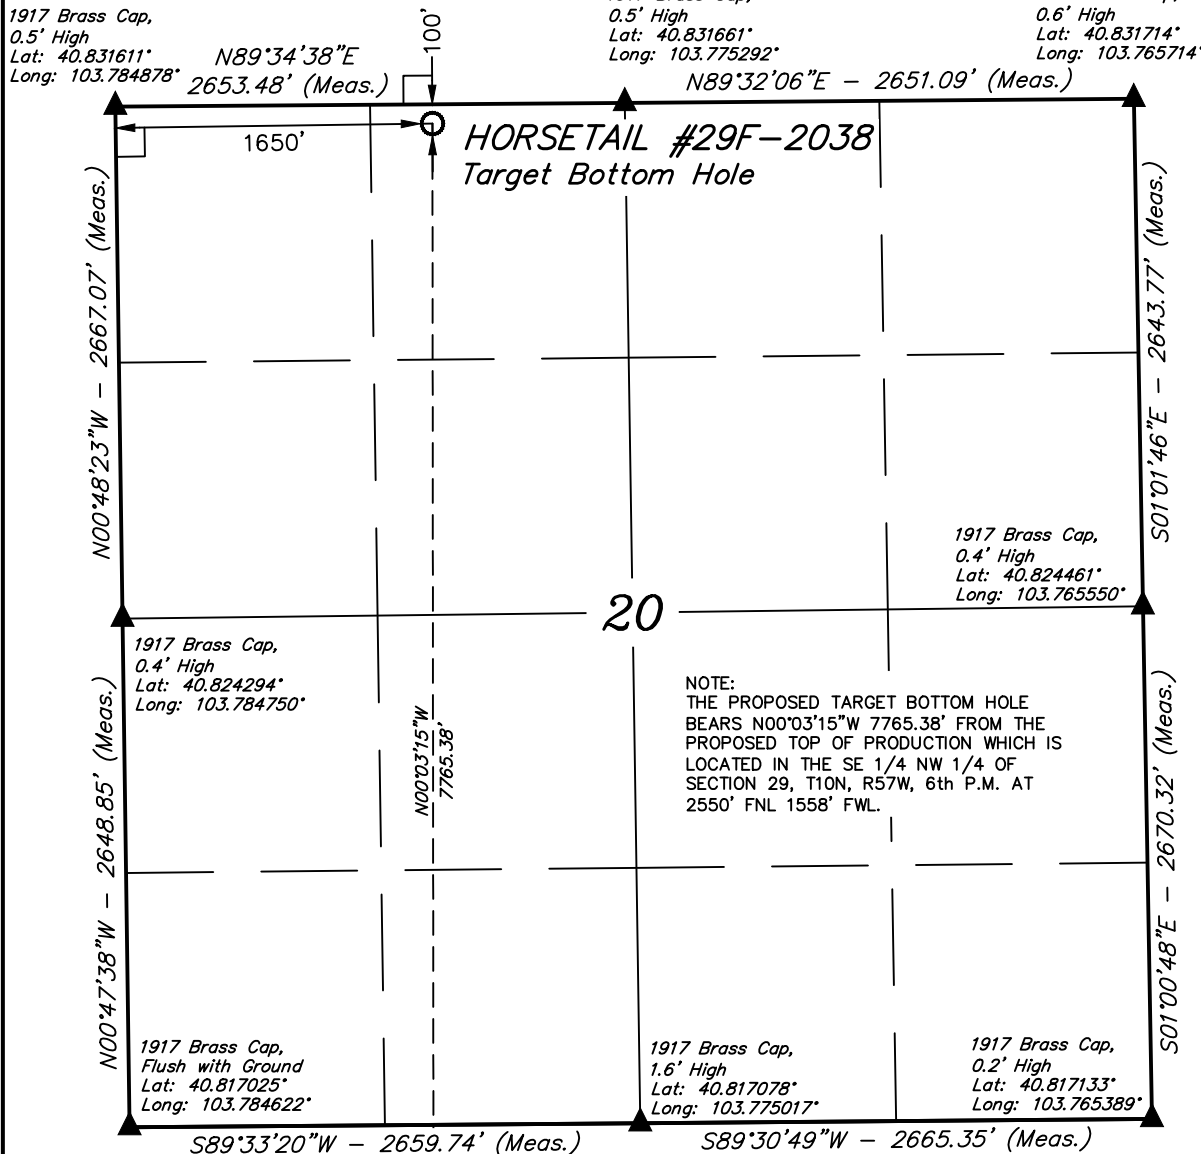 1917 Brass Cap,
0.5' High
Lat: 40.831611°
Long: 103.784878°
N89°34'38"E
2653.48' (Meas.)
100'
0.5' High
Lat: 40.831661°
Long: 103.775292°
0.6' High
Lat: 40.831714°
Long: 103.765714°
N89°32'06"E - 2651.09' (Meas.)
1650'
HORSETAIL #29F-2038
Target Bottom Hole
N00°48'23"W - 2667.07' (Meas.)
S01°01'46"E - 2643.77' (Meas.)
1917 Brass Cap,
0.4' High
Lat: 40.824461°
Long: 103.765550°
20
1917 Brass Cap,
0.4' High
Lat: 40.824294°
Long: 103.784750°
NOTE:
THE PROPOSED TARGET BOTTOM HOLE
BEARS N00°03'15"W 7765.38' FROM THE
PROPOSED TOP OF PRODUCTION WHICH IS
LOCATED IN THE SE 1/4 NW 1/4 OF
SECTION 29, T10N, R57W, 6th P.M. AT
2550' FNL 1558' FWL.
N00°03'15"W
7765.38'
N00°47'38"W - 2648.85' (Meas.)
S01°00'48"E - 2670.32' (Meas.)
1917 Brass Cap,
Flush with Ground
Lat: 40.817025°
Long: 103.784622°
1917 Brass Cap,
1.6' High
Lat: 40.817078°
Long: 103.775017°
1917 Brass Cap,
0.2' High
Lat: 40.817133°
Long: 103.765389°
S89°33'20"W - 2659.74' (Meas.)
S89°30'49"W - 2665.35' (Meas.)